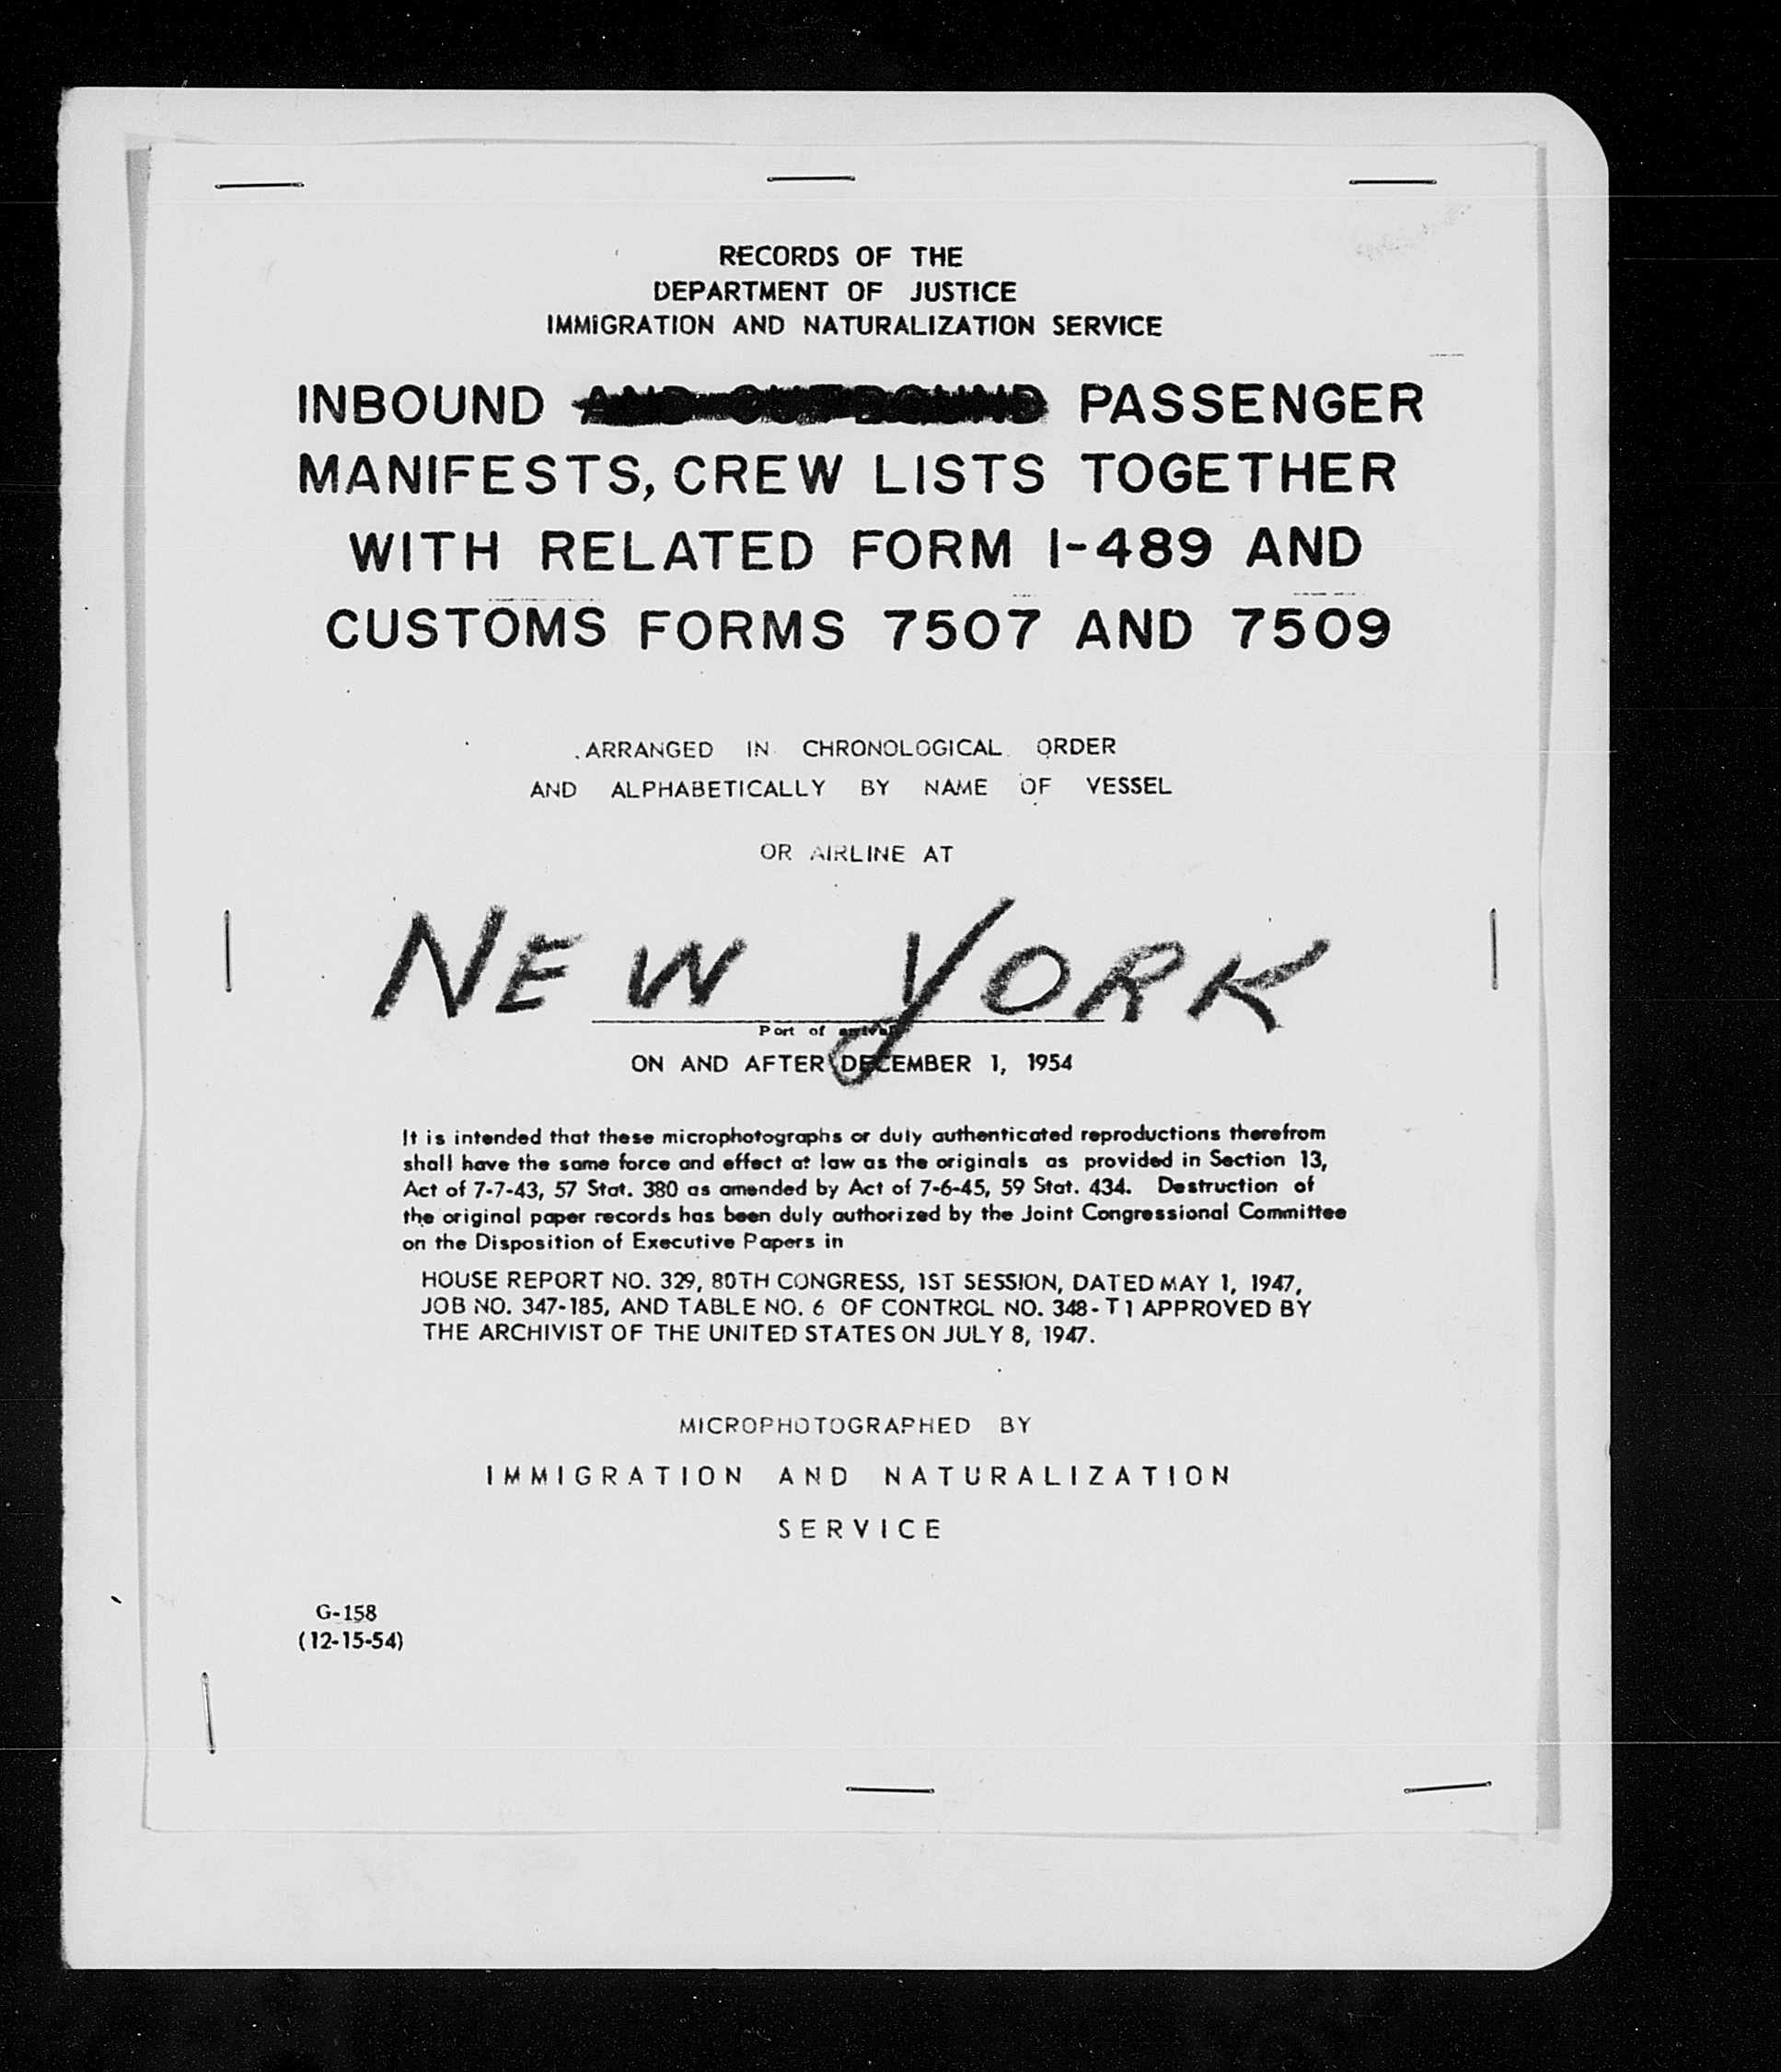 RECORDS OF THE
DEPARTMENT OF JUSTICE
IMMIGRATION AND NATURALIZATION SERVICE
INBOUND AND OUTBOUND PASSENGER
MANIFESTS, CREW LISTS TOGETHER
WITH RELATED FORM I-489 AND
CUSTOMS FORMS 7507 AND 7509
ARRANGED IN CHRONOLOGICAL ORDER
AND ALPHABETICALLY BY NAME OF VESSEL
OR AIRLINE AT
NEW YORK
Port of arrival
ON AND AFTER DECEMBER 1, 1954
It is intended that these microphotographs or duly authenticated reproductions therefrom
shall have the same force and effect at law as the originals as provided in Section 13,
Act of 7-7-43, 57 Stat. 380 as amended by Act of 7-6-45, 59 Stat. 434. Destruction of
the original paper records has been duly authorized by the Joint Congressional Committee
on the Disposition of Executive Papers in
HOUSE REPORT NO. 329, 80TH CONGRESS, 1ST SESSION, DATED MAY 1, 1947,
JOB NO. 347-185, AND TABLE NO. 6 OF CONTROL NO. 348-T1 APPROVED BY
THE ARCHIVIST OF THE UNITED STATES ON JULY 8, 1947.
MICROPHOTOGRAPHED BY
IMMIGRATION AND NATURALIZATION
SERVICE
G-158
(12-15-54)